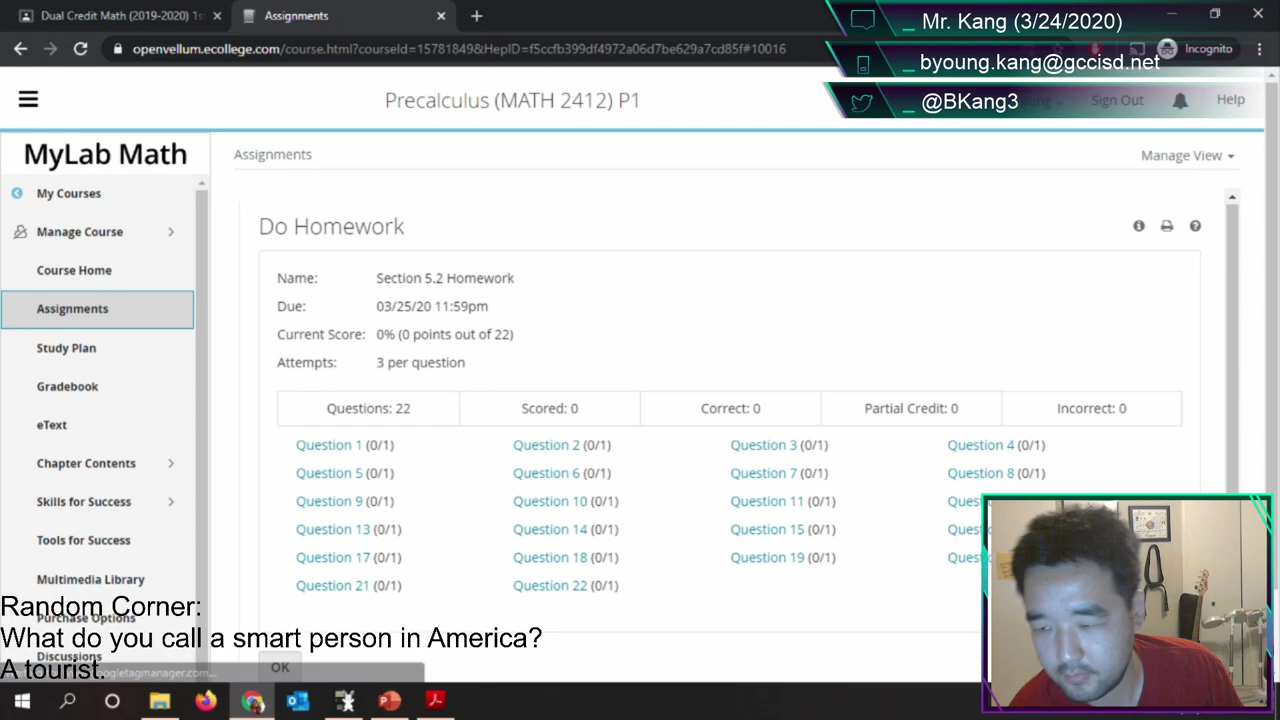 Dual Credit Math (2019-2020) 1s
Assignments
openvellum.ecollege.com/course.html?courseId=15781849&HepID=f5ccfb399df4972a06d7be629a7cd85f#10016
Incognito
_ Mr. Kang (3/24/2020)
_ byoung.kang@gccisd.net
_ @BKang3
Precalculus (MATH 2412) P1
Sign Out
Help
MyLab Math
My Courses
Manage Course
Course Home
Assignments
Study Plan
Gradebook
eText
Chapter Contents
Skills for Success
Tools for Success
Multimedia Library
Purchase Options
Discussions
Assignments
Manage View
Do Homework
Name: Section 5.2 Homework
Due: 03/25/20 11:59pm
Current Score: 0% (0 points out of 22)
Attempts: 3 per question
Questions: 22 Scored: 0 Correct: 0 Partial Credit: 0 Incorrect: 0
Question 1 (0/1) Question 2 (0/1) Question 3 (0/1) Question 4 (0/1)
Question 5 (0/1) Question 6 (0/1) Question 7 (0/1) Question 8 (0/1)
Question 9 (0/1) Question 10 (0/1) Question 11 (0/1)
Question 13 (0/1) Question 14 (0/1) Question 15 (0/1)
Question 17 (0/1) Question 18 (0/1) Question 19 (0/1)
Question 21 (0/1) Question 22 (0/1)
OK
Random Corner:
What do you call a smart person in America?
A tourist.